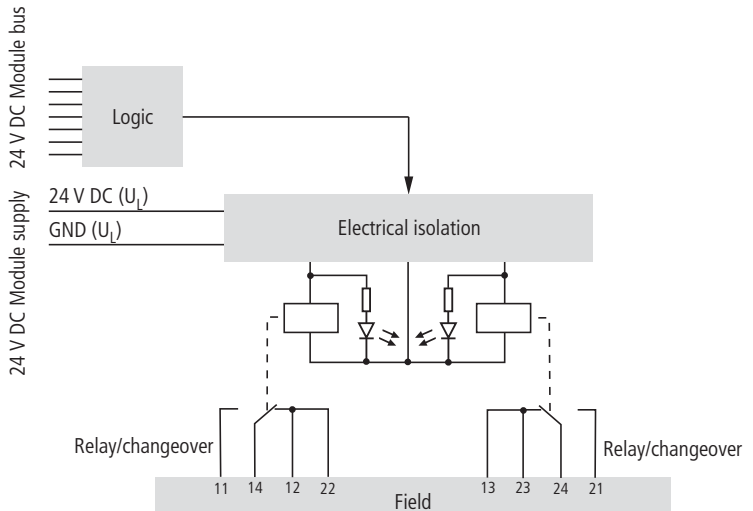 24 V DC Module bus
Logic
24 V DC Module supply
24 V DC (UL)
GND (UL)
Electrical isolation
Relay/changeover
Relay/changeover
11 14 12 22 13 23 24 21
Field